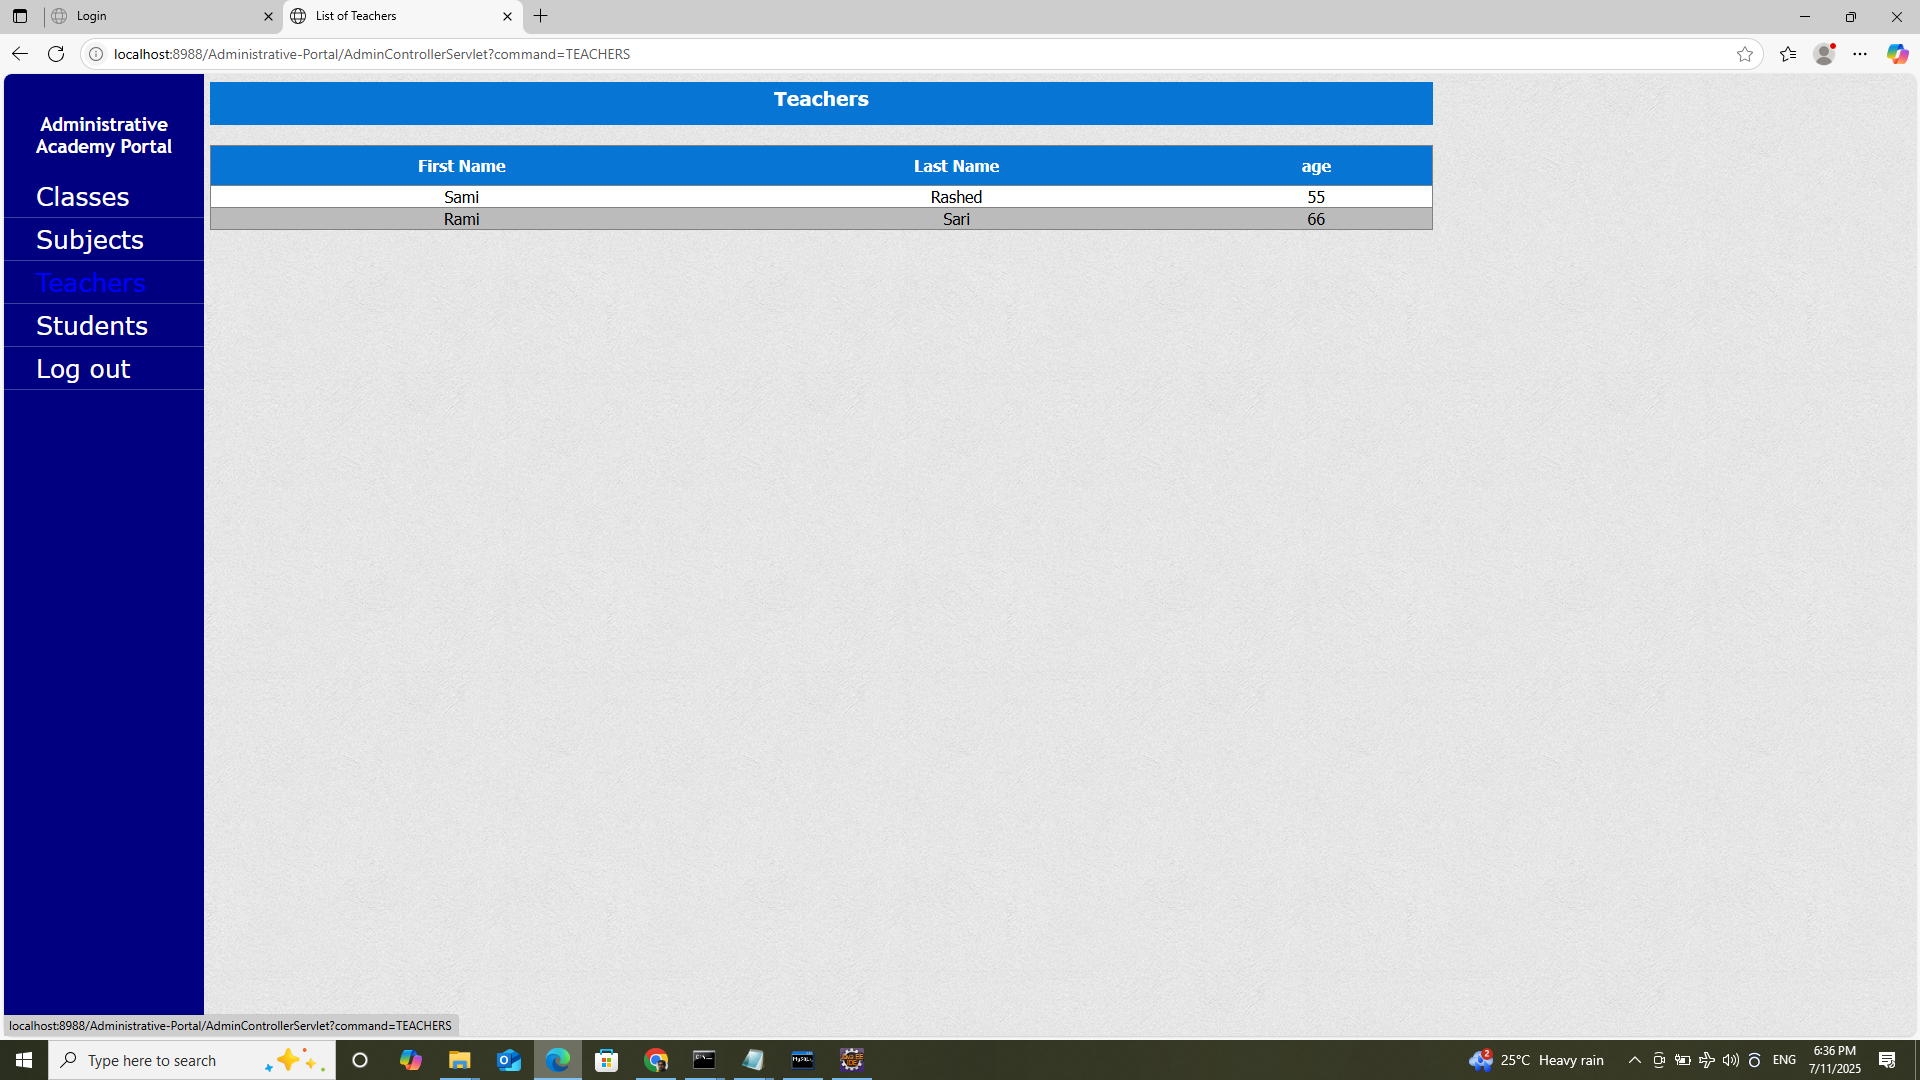 Login
List of Teachers
localhost:8988/Administrative-Portal/AdminControllerServlet?command=TEACHERS
Administrative
Academy Portal
Classes
Subjects
Teachers
Students
Log out
Teachers
First Name Last Name age
Sami Rashed 55
Rami Sari 66
localhost:8988/Administrative-Portal/AdminControllerServlet?command=TEACHERS
Type here to search
2
25°C Heavy rain
ENG
6:36 PM
7/11/2025